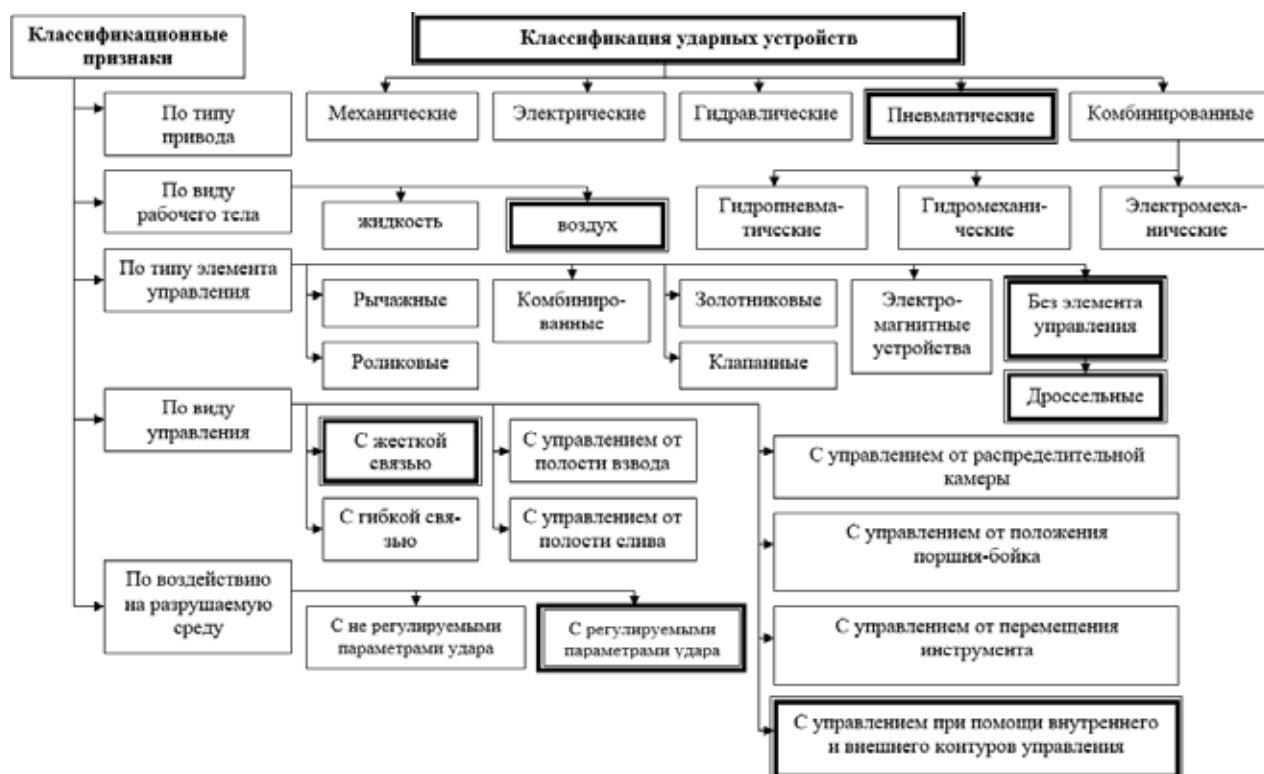 Классификационные
признаки
Классификация ударных устройств
По типу
привода
Механические
Электрические
Гидравлические
Пневматические
Комбинированные
По виду
рабочего тела
жидкость
воздух
Гидропневма-
тические
Гидромехани-
ческие
Электромеха-
нические
По типу элемента
управления
Рычажные
Роликовые
Комбиниро-
ванные
Золотниковые
Клапанные
Электро-
магнитные
устройства
Без элемента
управления
Дроссельные
По виду
управления
С жесткой
связью
С гибкой свя-
зью
С управлением от
полости взвода
С управлением от
полости слива
С управлением от распределительной
камеры
С управлением от положения
поршня-бойка
С управлением от перемещения
инструмента
С управлением при помощи внутреннего
и внешнего контуров управления
По воздействию
на разрушаемую
среду
С не регулируемыми
параметрами удара
С регулируемыми
параметрами удара